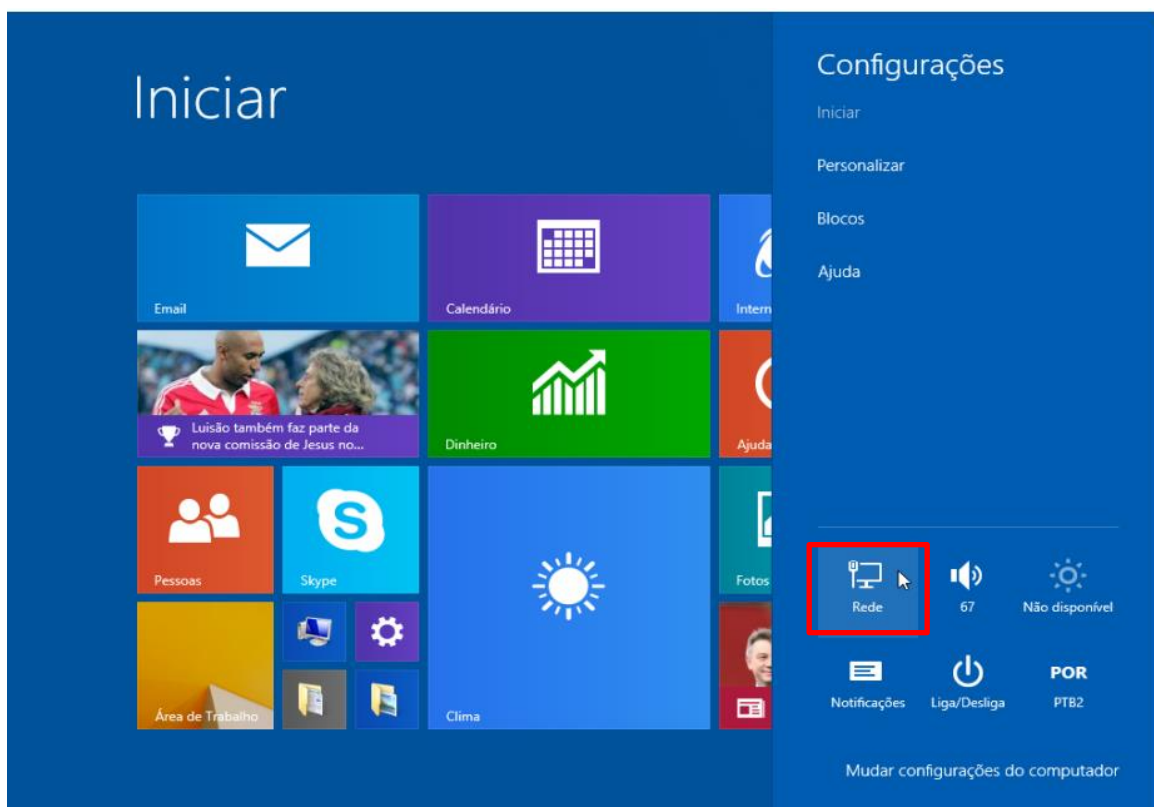 Iniciar
Email
Calendário
Intern
Luisão também faz parte da
nova comissão de Jesus no...
Dinheiro
Ajuda
Pessoas
Skype
Fotos
Área de Trabalho
Clima
Configurações
Iniciar
Personalizar
Blocos
Ajuda
Rede
67
Não disponível
Notificações
Liga/Desliga
POR
PTB2
Mudar configurações do computador